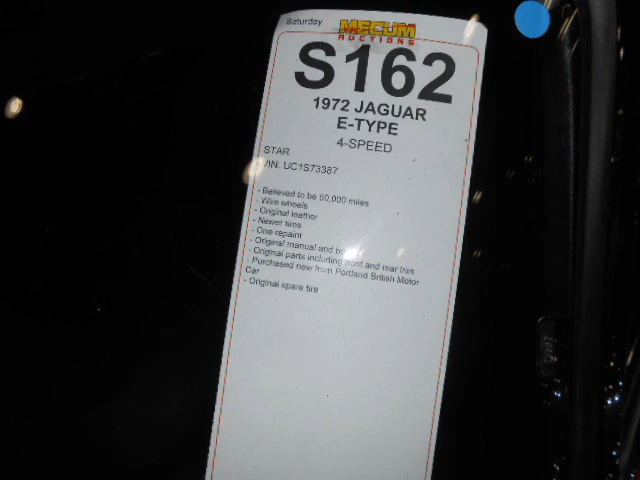 Saturday
MECUM
AUCTIONS
S162
1972 JAGUAR
E-TYPE
4-SPEED
STAR
VIN: UC1S73387
- Believed to be 60,000 miles
- Wire wheels
- Original leather
- Newer tires
- One repaint
- Original manual and
- Original parts including front and rear trim
- Purchased new from Portland British Motor
Car
- Original spare tire